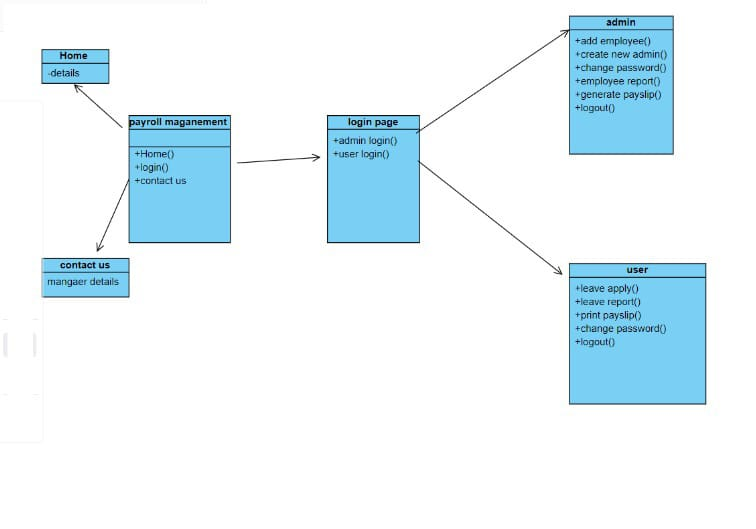 Home
-details
payroll maganement
+Home()
+login()
+contact us
contact us
mangaer details
login page
+admin login()
+user login()
admin
+add employee()
+create new admin()
+change password()
+employee report()
+generate payslip()
+logout()
user
+leave apply()
+leave report()
+print payslip()
+change password()
+logout()